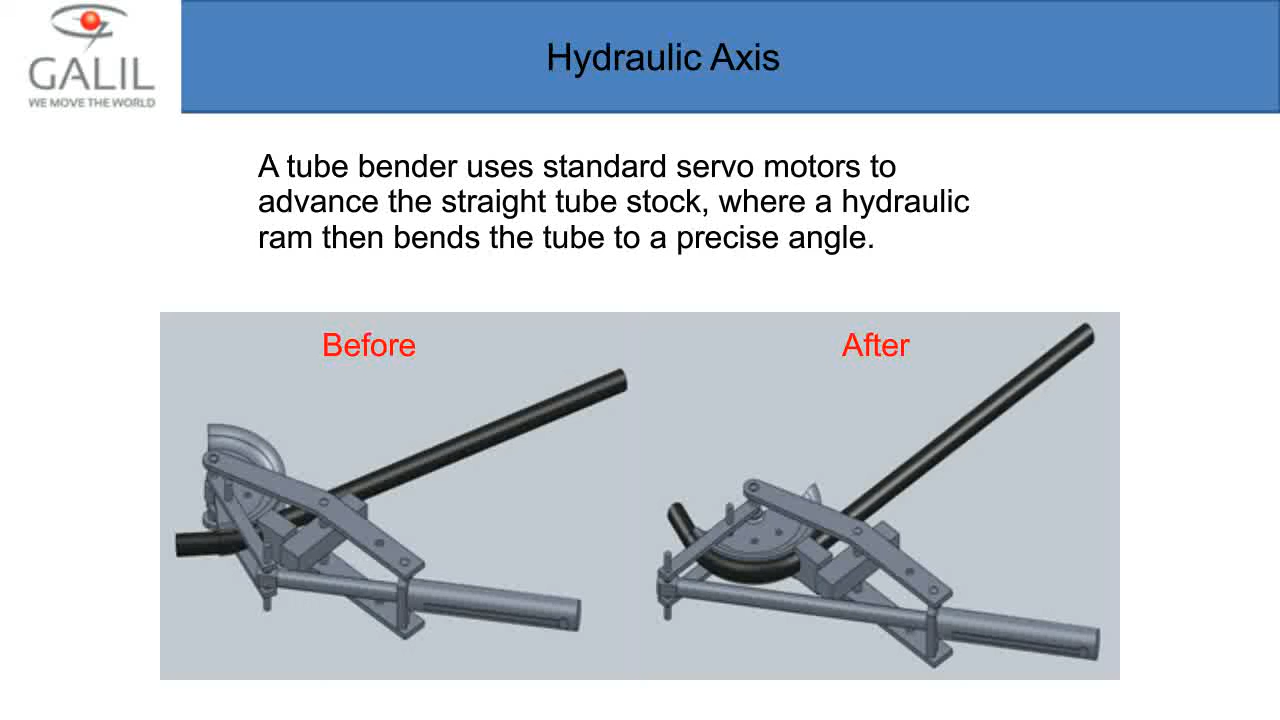 GALIL
WE MOVE THE WORLD
Hydraulic Axis
A tube bender uses standard servo motors to
advance the straight tube stock, where a hydraulic
ram then bends the tube to a precise angle.
Before
After